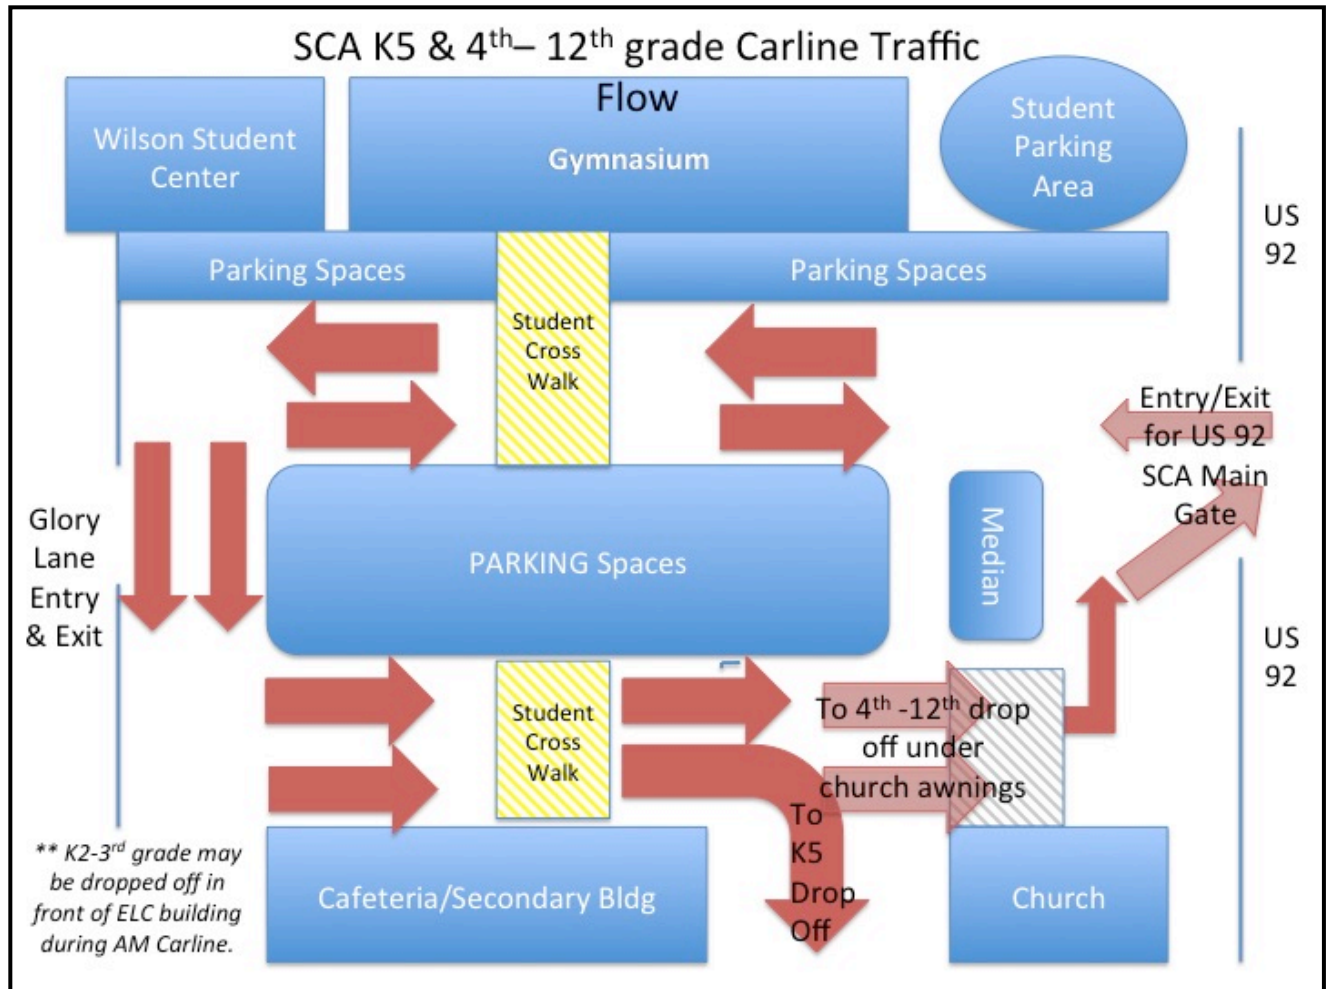 SCA K5 & 4th– 12th grade Carline Traffic
Flow
Wilson Student
Center
Gymnasium
Student
Parking
Area
US
92
Parking Spaces
Parking Spaces
Student
Cross
Walk
Entry/Exit
for US 92
SCA Main
Gate
Glory
Lane
Entry
& Exit
PARKING Spaces
Median
US
92
Student
Cross
Walk
To 4th -12th drop
off under
church awnings
To
K5
Drop
Off
** K2-3rd grade may
be dropped off in
front of ELC building
during AM Carline.
Cafeteria/Secondary Bldg
Church